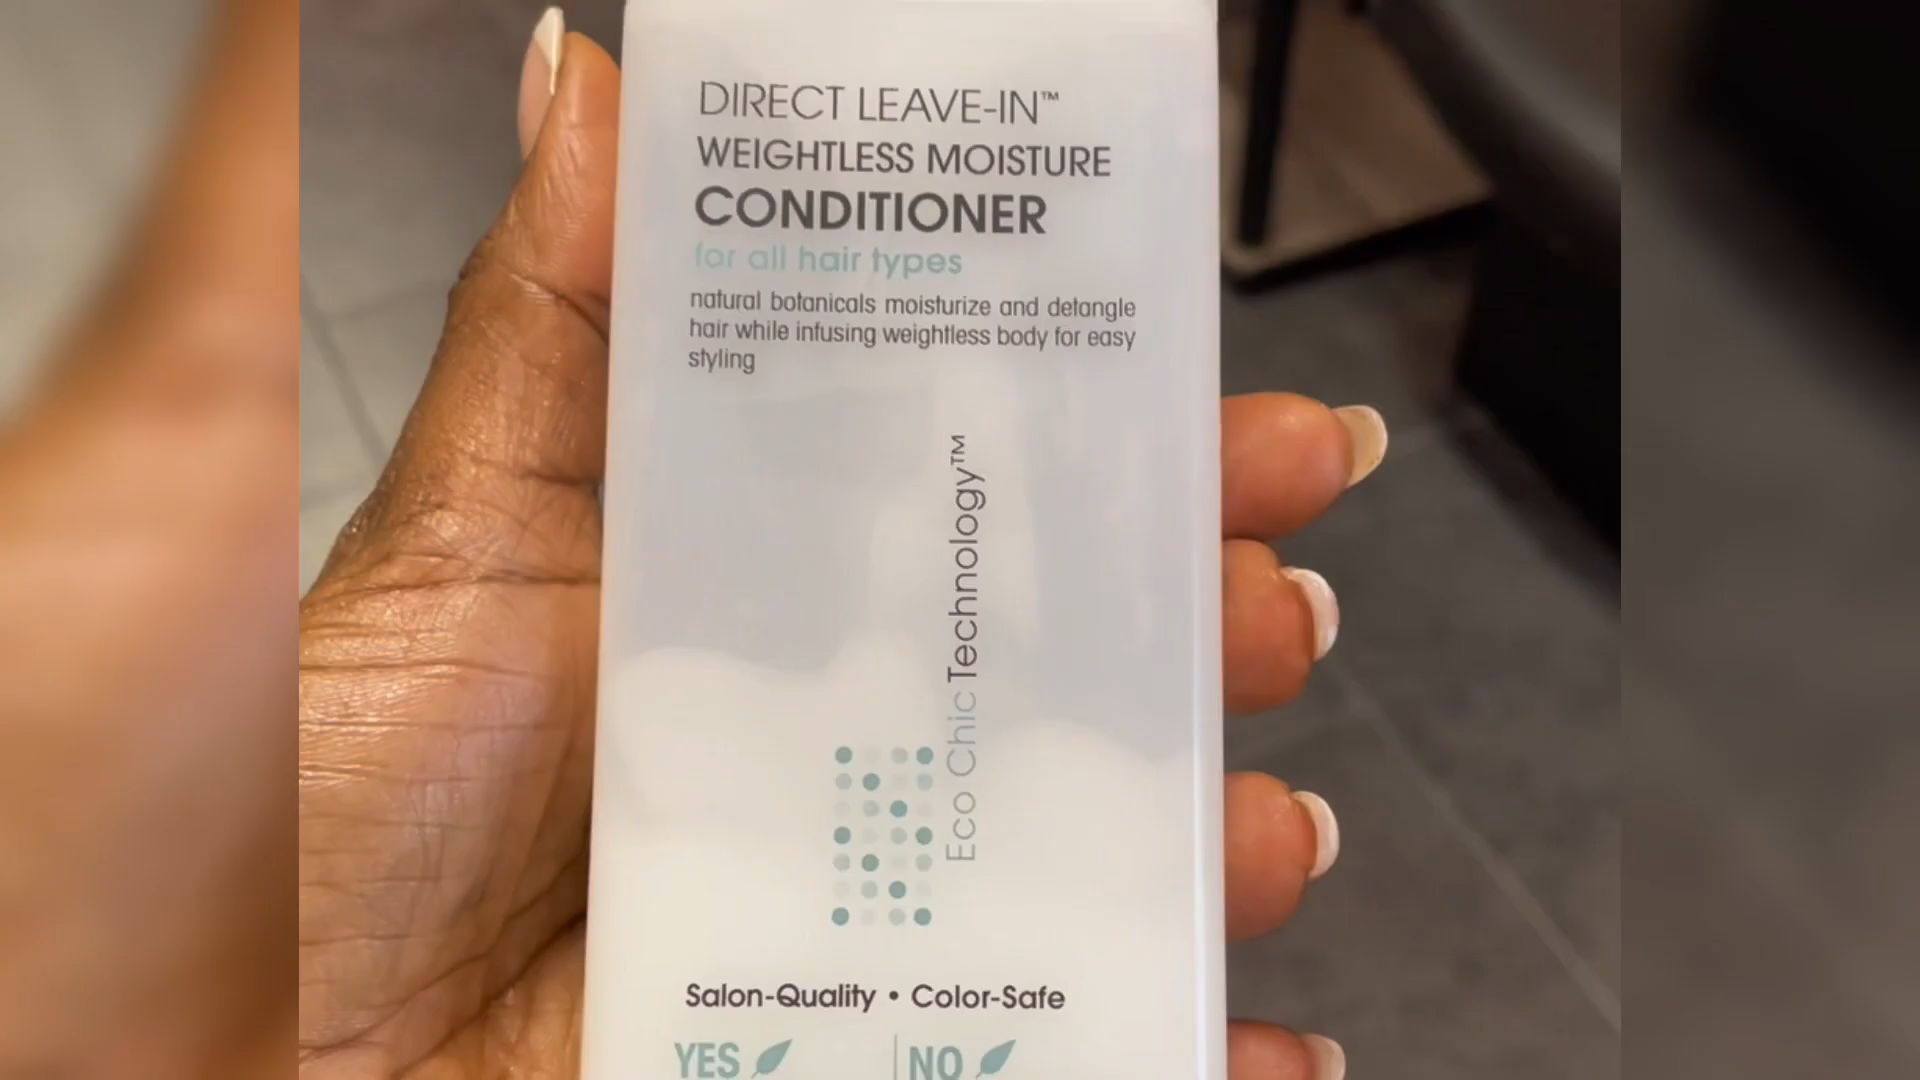 DIRECT LEAVE-IN™
WEIGHTLESS MOISTURE
CONDITIONER
for all hair types
natural botanicals moisturize and detangle
hair while infusing weightless body for easy
styling
Eco Chic Technology™
Salon-Quality • Color-Safe
YES
NO